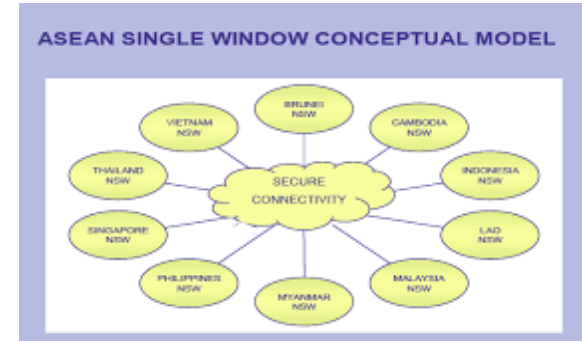 ASEAN SINGLE WINDOW CONCEPTUAL MODEL
BRUNEI
NSW
VIETNAM
NSW
CAMBODIA
NSW
THAILAND
NSW
SECURE
CONNECTIVITY
INDONESIA
NSW
SINGAPORE
NSW
LAO
NSW
PHILIPPINES
NSW
MALAYSIA
NSW
MYANMAR
NSW